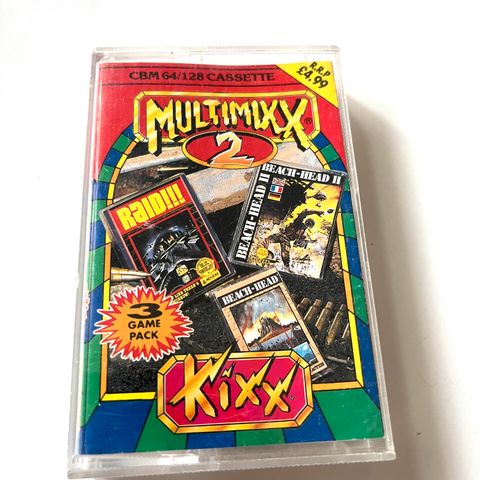 CBM 64/128 CASSETTE
R.R.P
£4.99
MULTIMIXX®
2
RAID!!!
BEACH-HEAD II
BEACH-HEAD II
BEACH-HEAD
3
GAME
PACK
Kixx